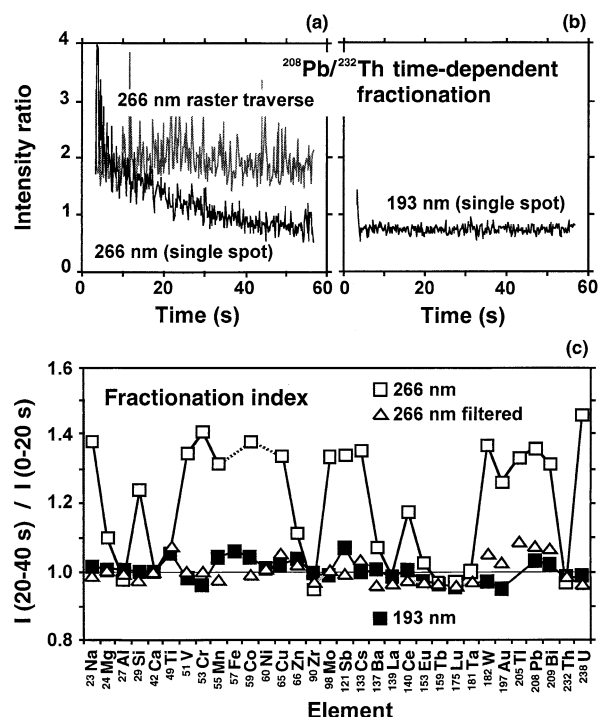 (a)
(b)
²⁰⁸Pb/²³²Th time-dependent
fractionation
266 nm raster traverse
266 nm (single spot)
193 nm (single spot)
Intensity ratio
4
3
2
1
0
0
20
40
60
Time (s)
0
20
40
60
Time (s)
(c)
Fractionation index
266 nm
266 nm filtered
193 nm
I (20-40 s) / I (0-20 s)
1.6
1.4
1.2
1.0
0.8
23 Na
24 Mg
27 Al
29 Si
42 Ca
49 Ti
51 V
53 Cr
55 Mn
57 Fe
59 Co
60 Ni
65 Cu
66 Zn
90 Zr
98 Mo
121 Sb
133 Cs
137 Ba
139 La
140 Ce
153 Eu
159 Tb
175 Lu
181 Ta
182 W
197 Au
205 Tl
208 Pb
209 Bi
232 Th
238 U
Element